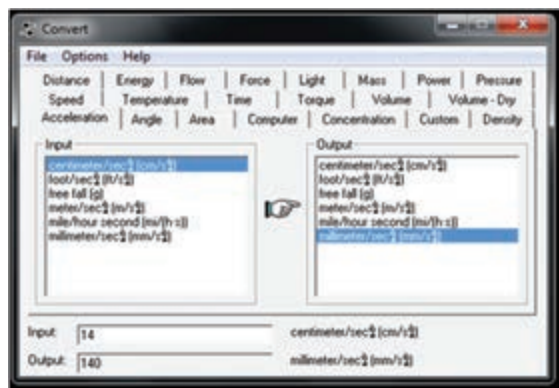 Convert
File Options Help
Distance Energy Flow Force Light Mass Power Pressure
Speed Temperature Time Torque Volume Volume - Dry
Acceleration Angle Area Computer Concentration Custom Density
Input Output
centimeter/sec² (cm/s²) centimeter/sec² (cm/s²)
foot/sec² (ft/s²) foot/sec² (ft/s²)
free fall (g) free fall (g)
meter/sec² (m/s²) meter/sec² (m/s²)
mile/hour second (mi/(h·s)) mile/hour second (mi/(h·s))
millimeter/sec² (mm/s²) millimeter/sec² (mm/s²)
Input: 14 centimeter/sec² (cm/s²)
Output: 140 millimeter/sec² (mm/s²)